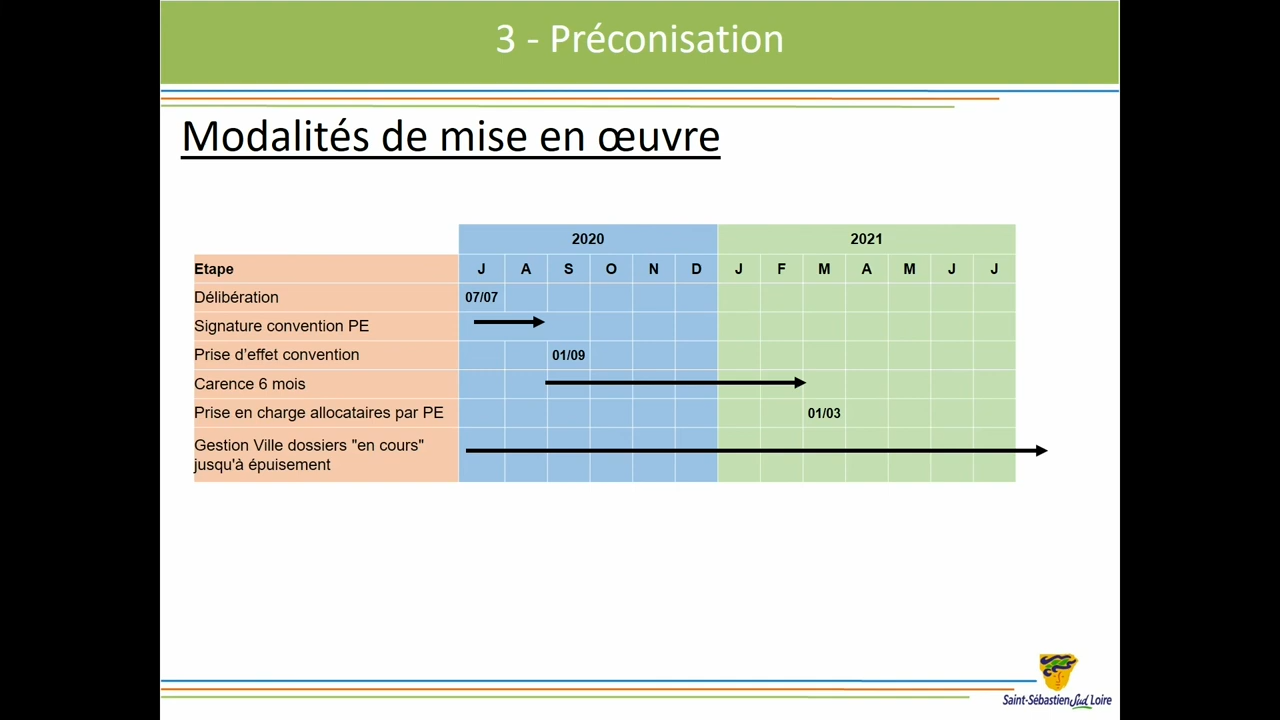 3 - Préconisation
Modalités de mise en œuvre
2020 2021
Etape J A S O N D J F M A M J J
Délibération 07/07
Signature convention PE
Prise d'effet convention 01/09
Carence 6 mois
Prise en charge allocataires par PE 01/03
Gestion Ville dossiers "en cours"
jusqu'à épuisement
Saint-Sébastien Sud Loire